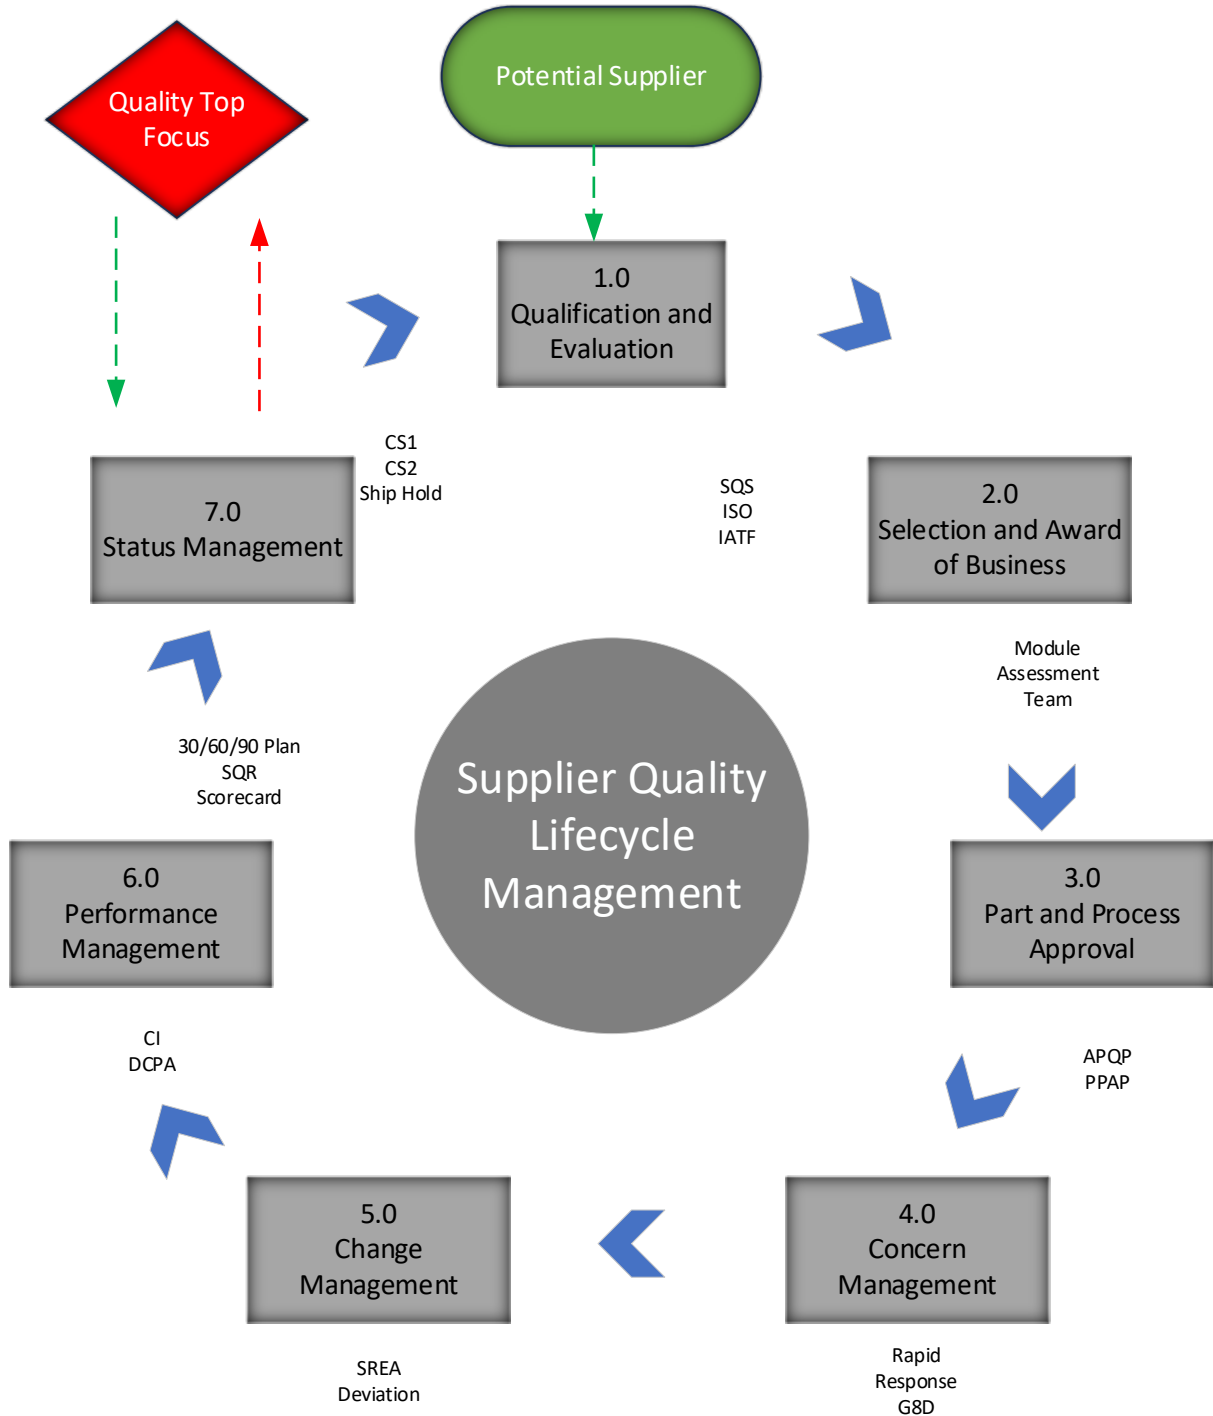 Quality Top
Focus
Potential Supplier
1.0
Qualification and
Evaluation
CS1
CS2
Ship Hold
SQS
ISO
IATF
2.0
Selection and Award
of Business
7.0
Status Management
Module
Assessment
Team
Supplier Quality
Lifecycle
Management
30/60/90 Plan
SQR
Scorecard
3.0
Part and Process
Approval
6.0
Performance
Management
CI
DCPA
APQP
PPAP
4.0
Concern
Management
5.0
Change
Management
Rapid
Response
G8D
SREA
Deviation